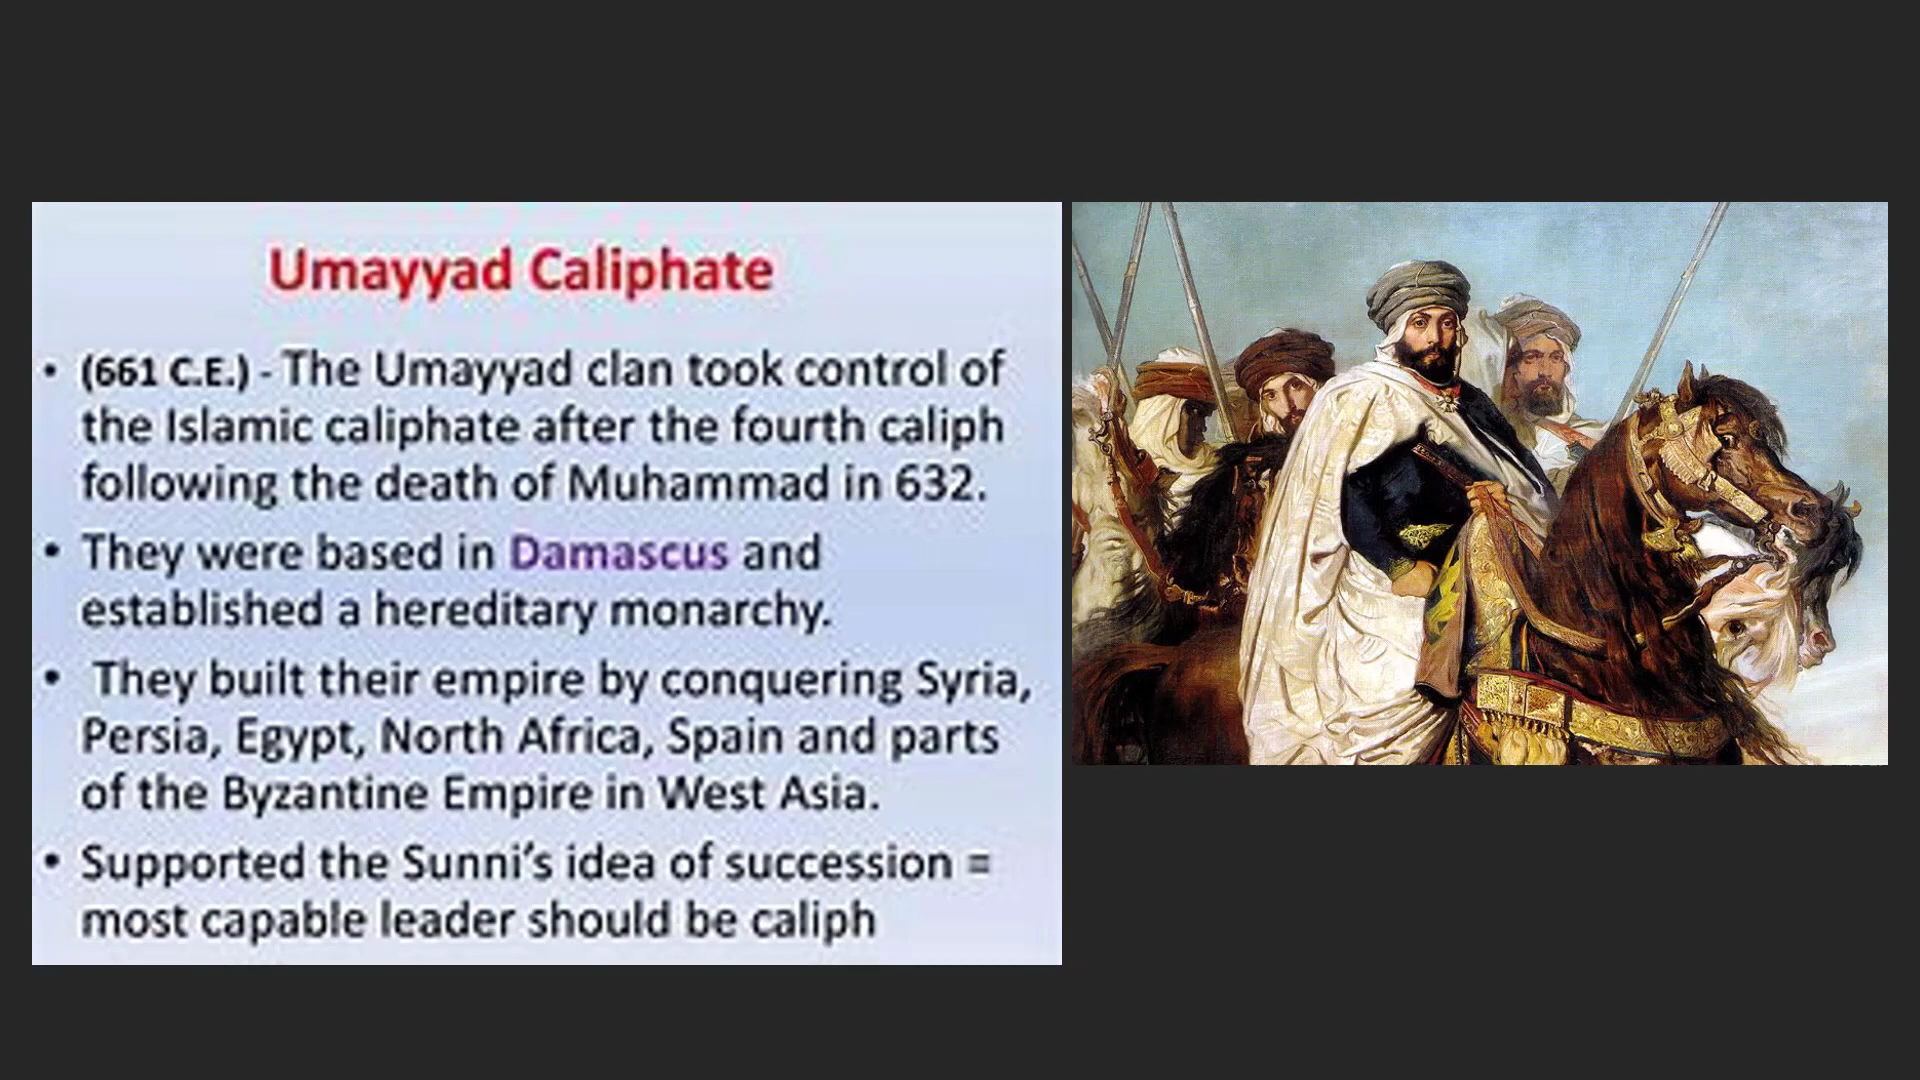 Umayyad Caliphate
• (661 C.E.) - The Umayyad clan took control of
the Islamic caliphate after the fourth caliph
following the death of Muhammad in 632.
• They were based in Damascus and
established a hereditary monarchy.
• They built their empire by conquering Syria,
Persia, Egypt, North Africa, Spain and parts
of the Byzantine Empire in West Asia.
• Supported the Sunni’s idea of succession =
most capable leader should be caliph